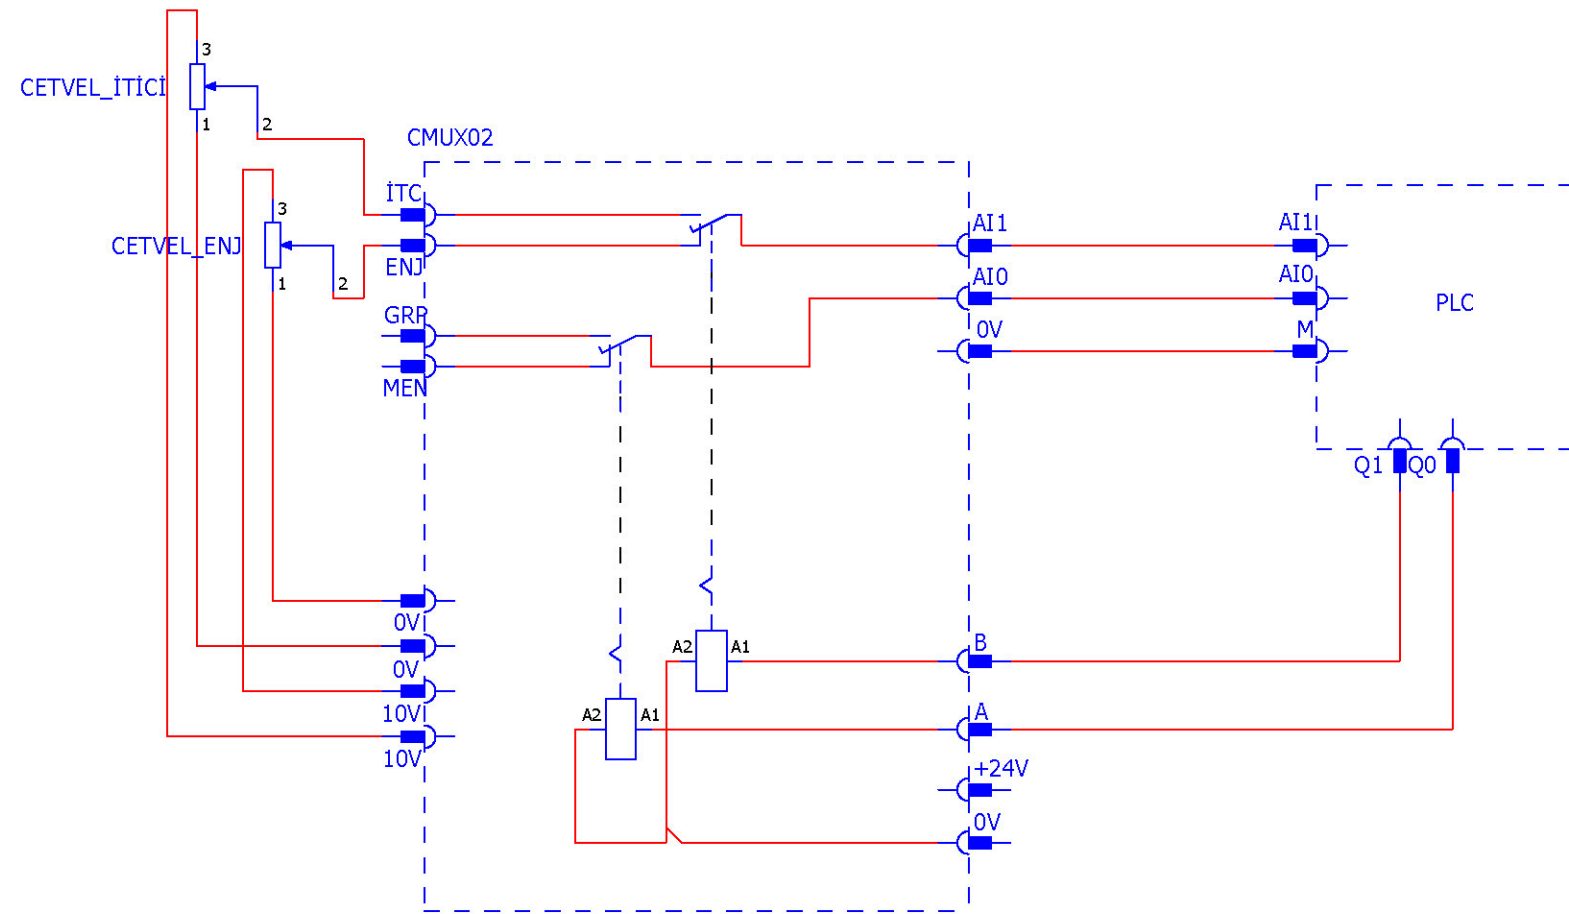 3
CETVEL_İTİCİ
1
2
CMUX02
İTC
3
AI1
AI1
CETVEL_ENJ
ENJ
1
2
AI0
AI0
PLC
GRP
0V
M
MEN
Q1
Q0
0V
A2
A1
B
0V
10V
A2
A1
A
10V
+24V
0V